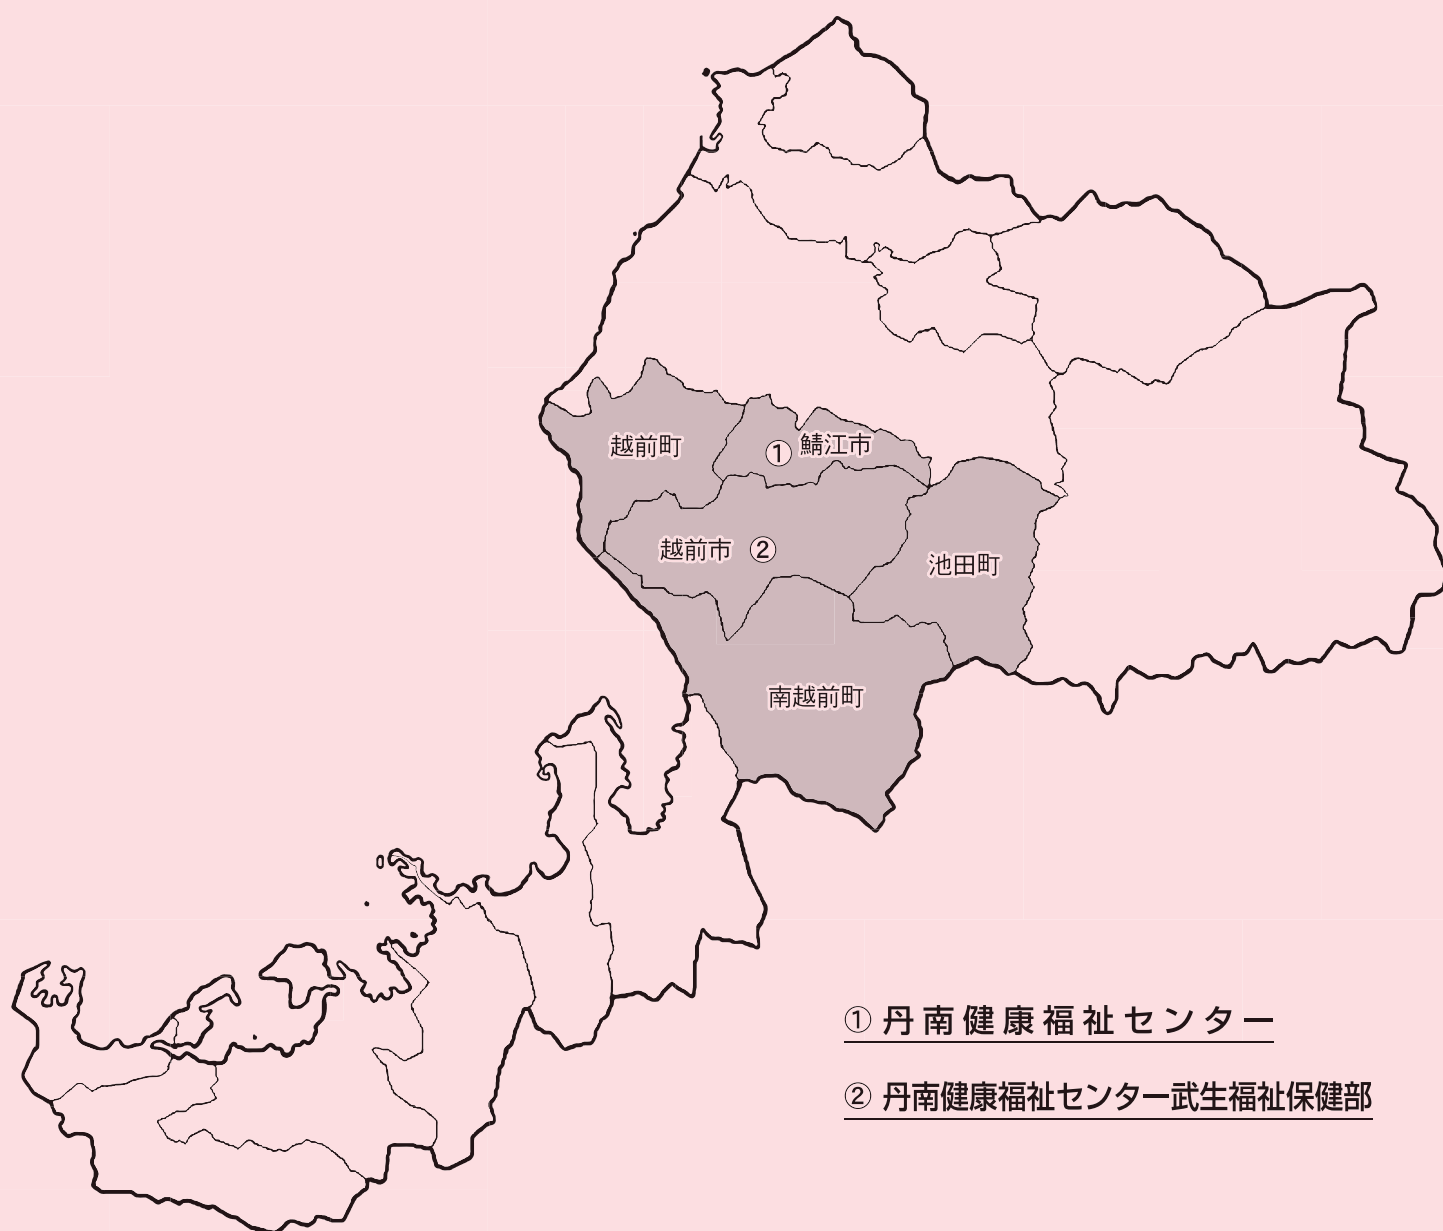 越前町
① 鯖江市
越前市 ②
池田町
南越前町
① 丹南健康福祉センター
② 丹南健康福祉センター武生福祉保健部